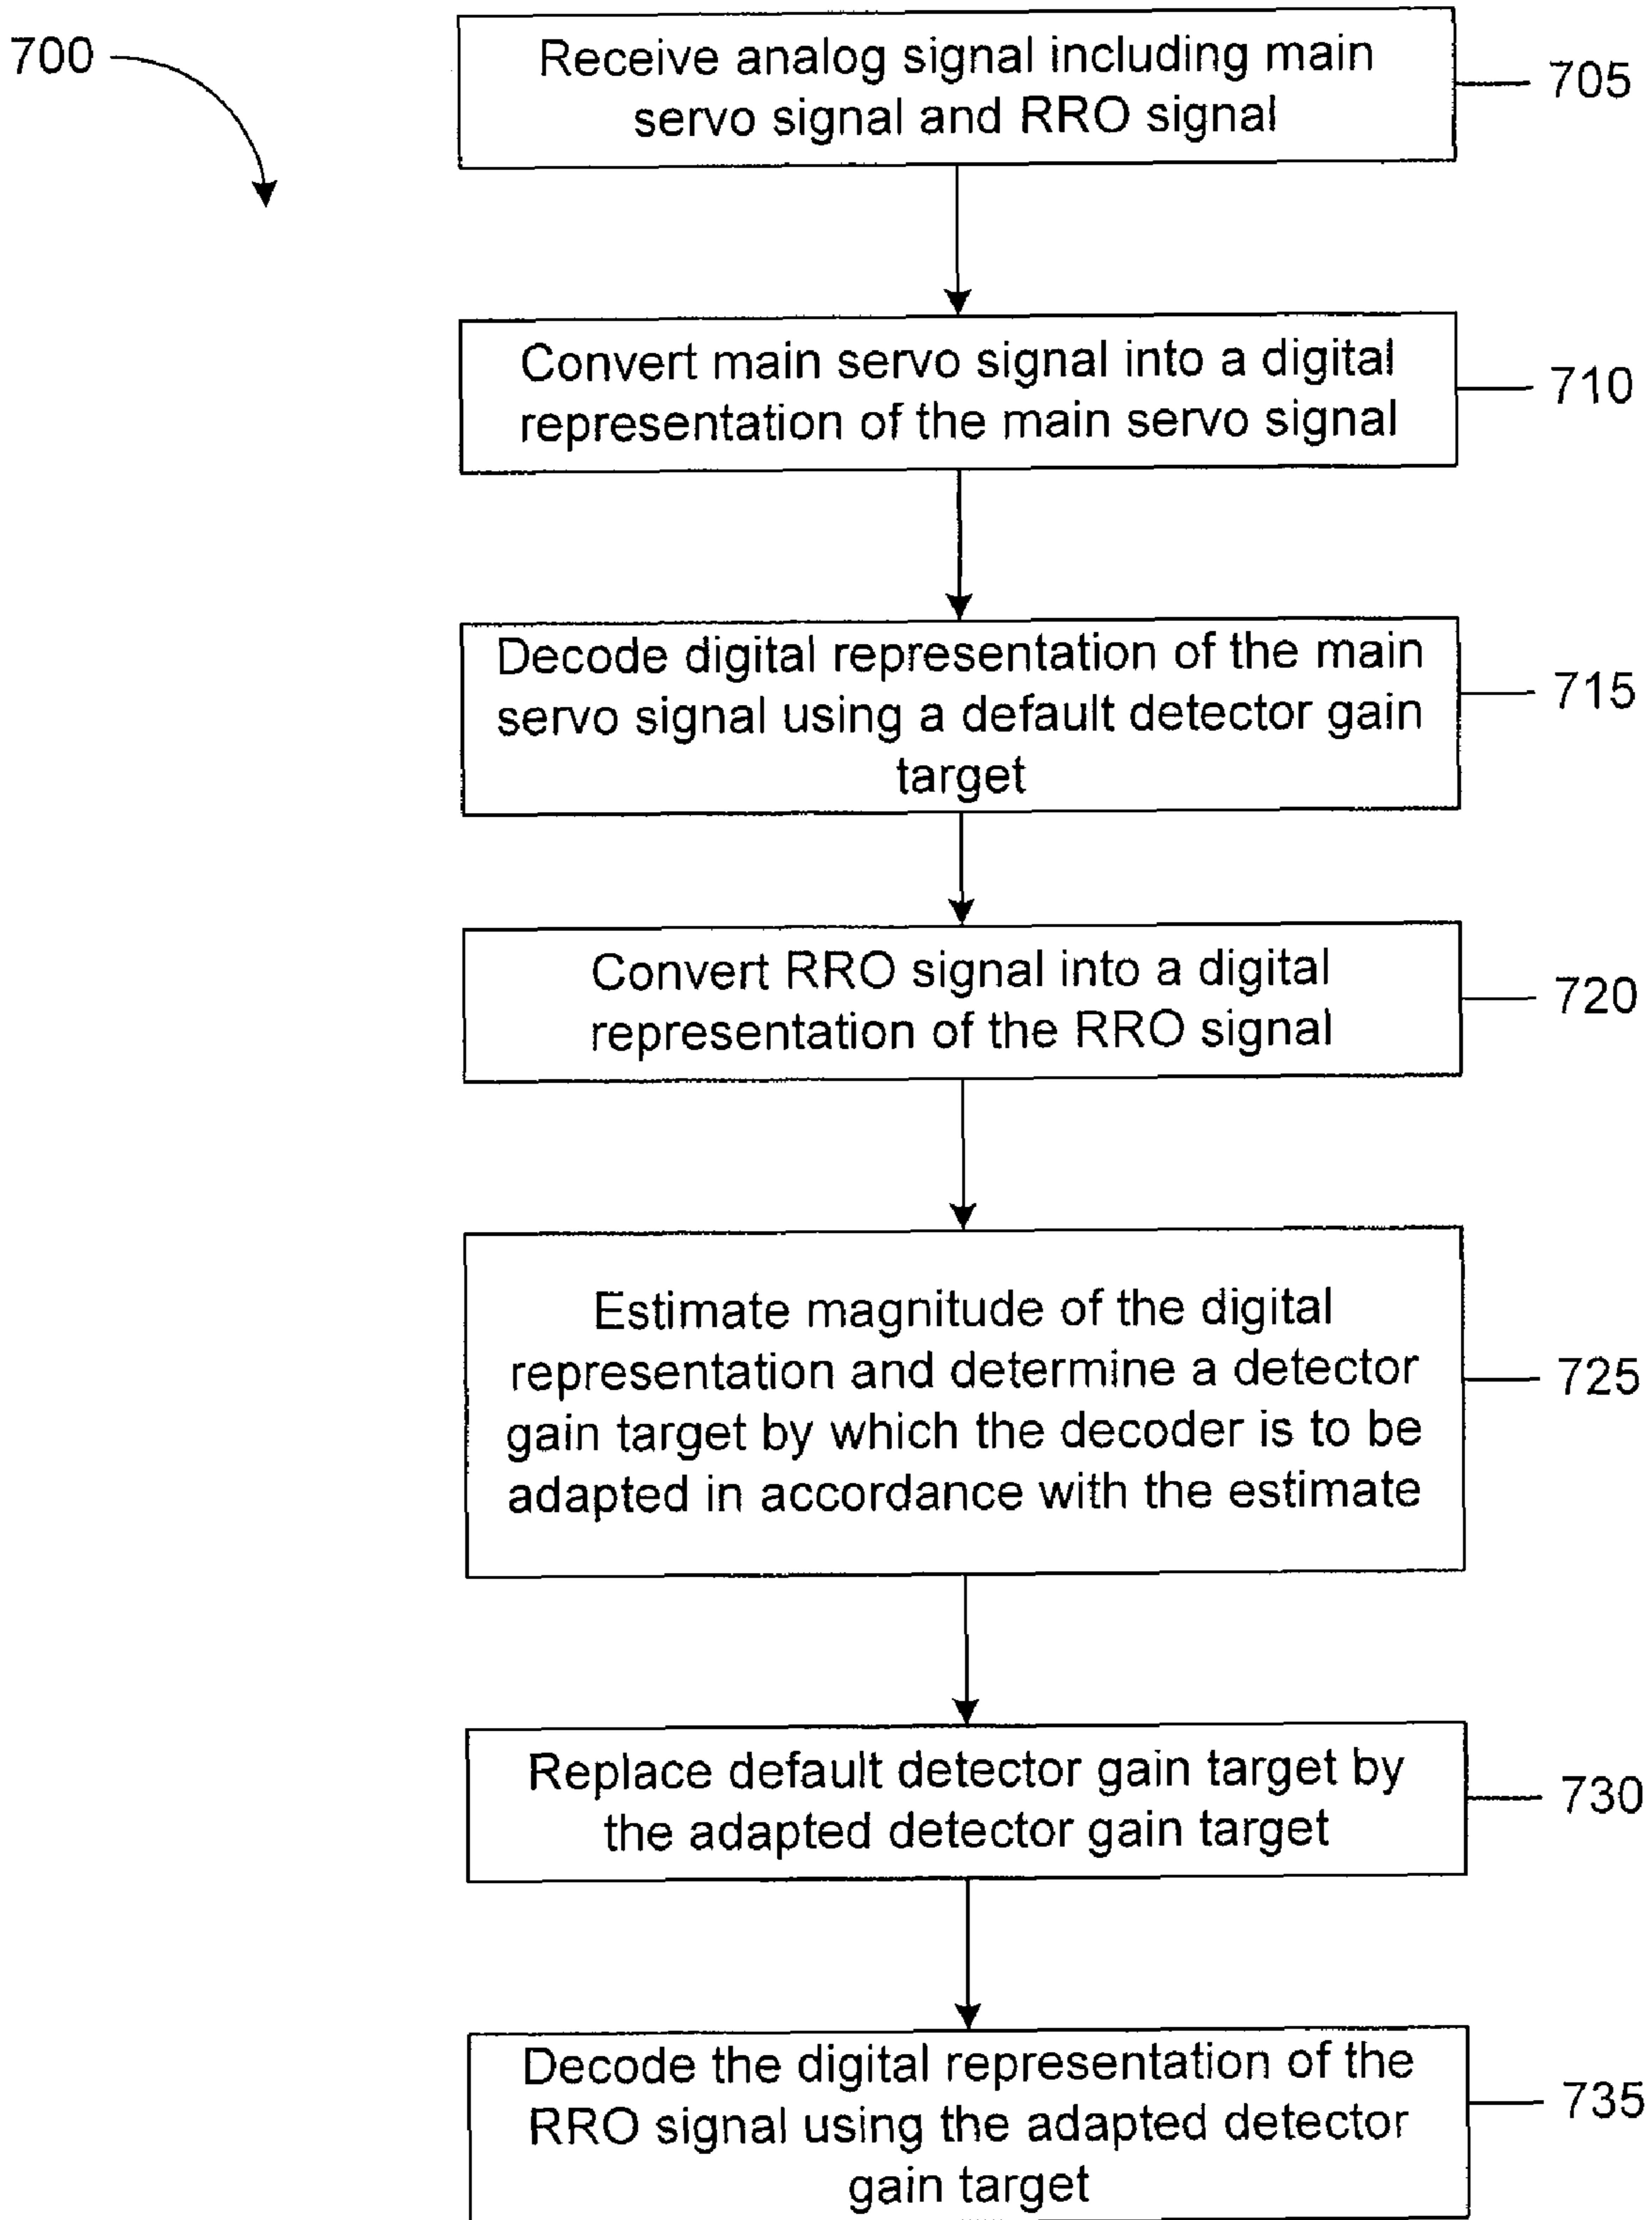 700
Receive analog signal including main
servo signal and RRO signal
705
Convert main servo signal into a digital
representation of the main servo signal
710
Decode digital representation of the main
servo signal using a default detector gain
target
715
Convert RRO signal into a digital
representation of the RRO signal
720
Estimate magnitude of the digital
representation and determine a detector
gain target by which the decoder is to be
adapted in accordance with the estimate
725
Replace default detector gain target by
the adapted detector gain target
730
Decode the digital representation of the
RRO signal using the adapted detector
gain target
735